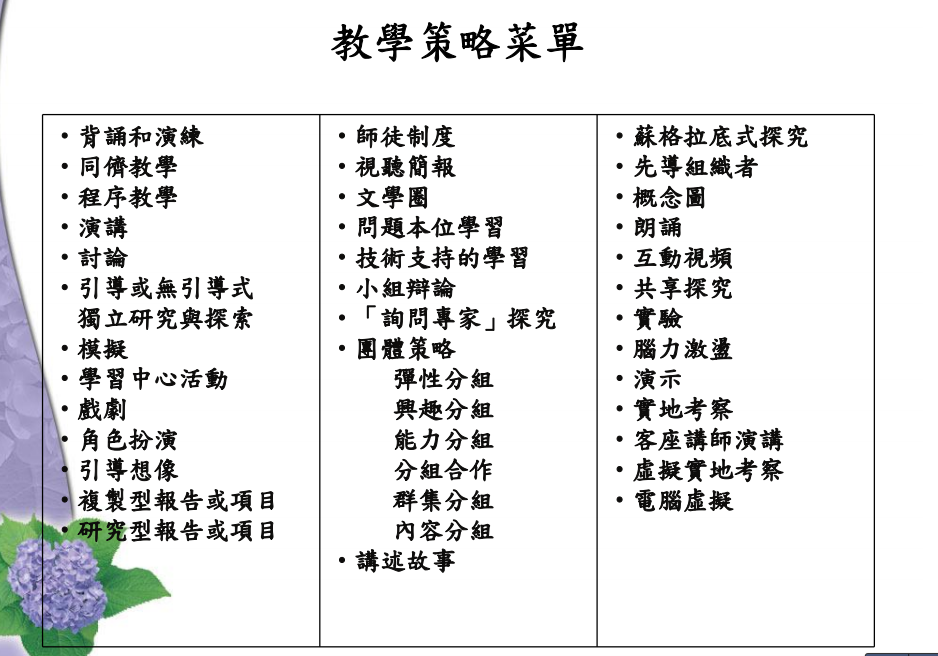 教學策略菜單
・背誦和演練
・同儕教學
・程序教學
・演講
・討論
・引導或無引導式
獨立研究與探索
・模擬
・學習中心活動
・戲劇
・角色扮演
・引導想像
・複製型報告或項目
・研究型報告或項目
・師徒制度
・視聽簡報
・文學圈
・問題本位學習
・技術支持的學習
・小組辯論
・「詢問專家」探究
・團體策略
彈性分組
興趣分組
能力分組
分組合作
群集分組
內容分組
・講述故事
・蘇格拉底式探究
・先導組織者
・概念圖
・朗誦
・互動視頻
・共享探究
・實驗
・腦力激盪
・演示
・實地考察
・客座講師演講
・虛擬實地考察
・電腦虛擬